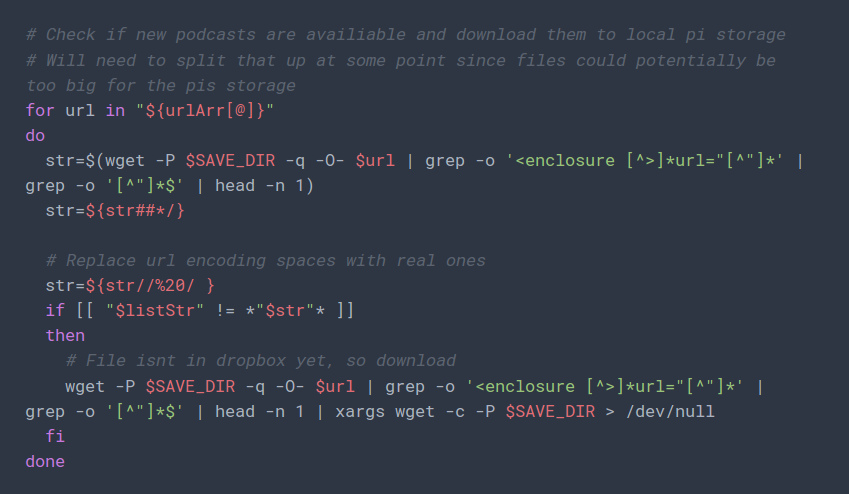 # Check if new podcasts are availiable and download them to local pi storage
# Will need to split that up at some point since files could potentially be
too big for the pis storage
for url in "${urlArr[@]}"
do
  str=$(wget -P $SAVE_DIR -q -O- $url | grep -o '<enclosure [^>]*url="[^"]*' |
grep -o '[^"]*$' | head -n 1)
  str=${str##*/}

  # Replace url encoding spaces with real ones
  str=${str//%20/ }
  if [[ "$listStr" != *"$str"* ]]
  then
    # File isnt in dropbox yet, so download
    wget -P $SAVE_DIR -q -O- $url | grep -o '<enclosure [^>]*url="[^"]*' |
grep -o '[^"]*$' | head -n 1 | xargs wget -c -P $SAVE_DIR > /dev/null
  fi
done